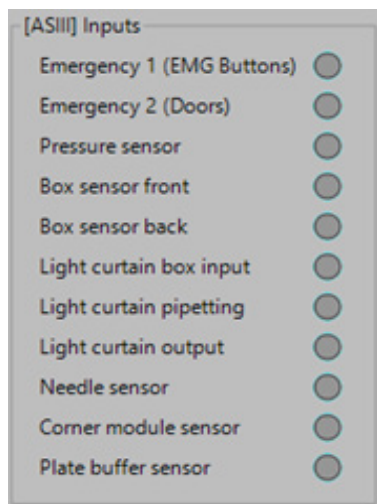 [ASIII] Inputs
Emergency 1 (EMG Buttons)
Emergency 2 (Doors)
Pressure sensor
Box sensor front
Box sensor back
Light curtain box input
Light curtain pipetting
Light curtain output
Needle sensor
Corner module sensor
Plate buffer sensor